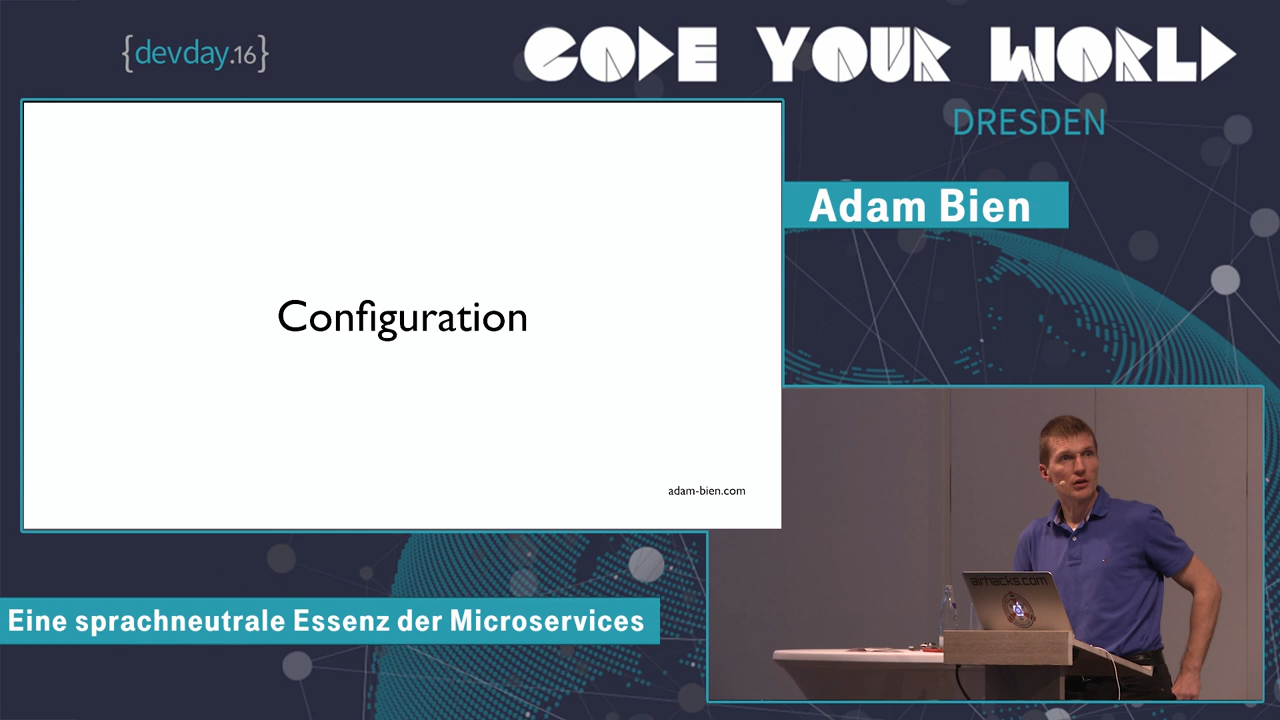 {devday.16}
CODE YOUR WORLD
DRESDEN
Adam Bien
Configuration
adam-bien.com
airhacks.com
Eine sprachneutrale Essenz der Microservices